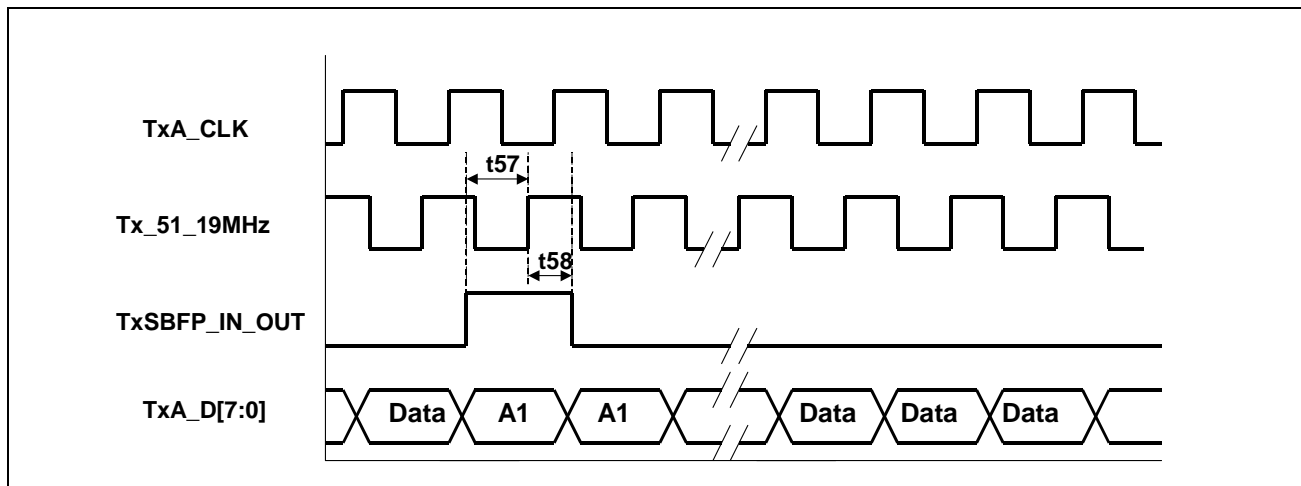 TxA_CLK
t57
Tx_51_19MHz
t58
TxSBFP_IN_OUT
TxA_D[7:0]
Data A1 A1 Data Data Data